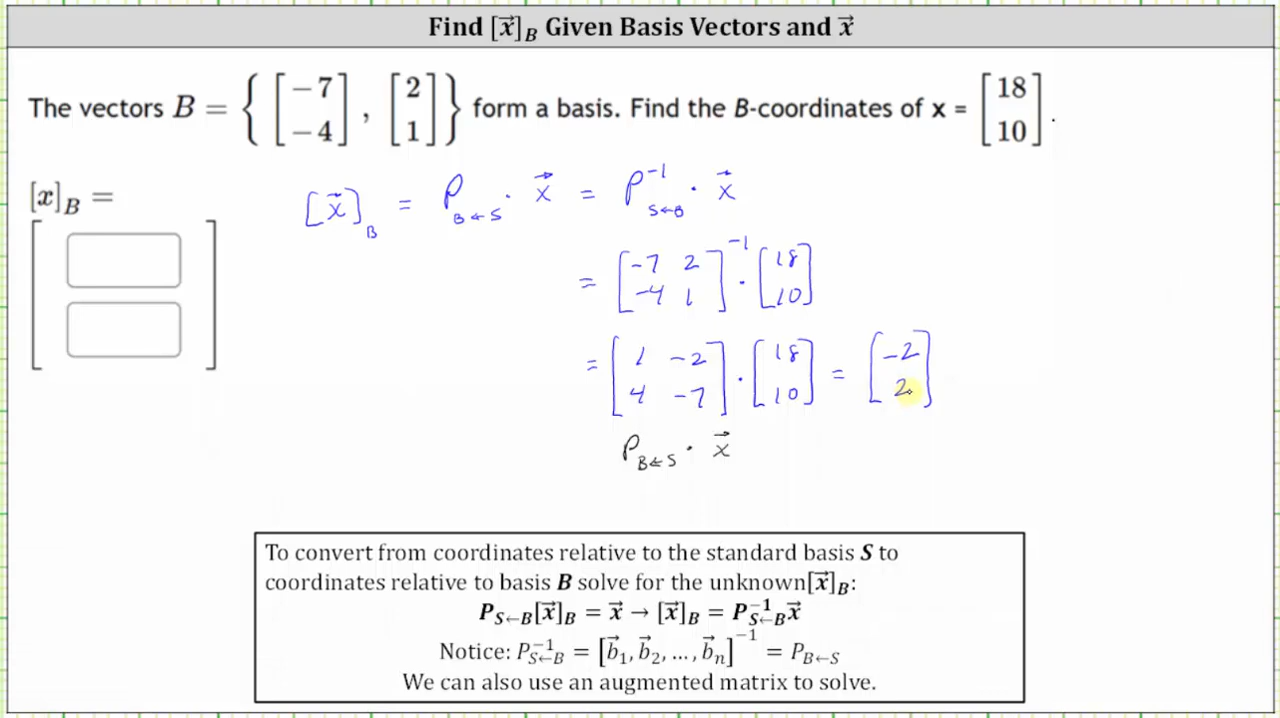 Find [x⃗]_B Given Basis Vectors and x⃗
The vectors B = { [−7 −4], [2 1] } form a basis. Find the B-coordinates of x = [18 10].
[x]_B =
[x⃗]_B = P_{B←S} · x⃗ = P^{-1}_{S←B} · x⃗
= [-7 2; -4 1]^{-1} · [18 10]
= [1 -2; 4 -7] · [18 10] = [-2 2]
P_{B←S} · x⃗
To convert from coordinates relative to the standard basis S to
coordinates relative to basis B solve for the unknown[x⃗]_B:
P_{S←B}[x⃗]_B = x⃗ → [x⃗]_B = P^{-1}_{S←B}x⃗
Notice: P^{-1}_{S←B} = [b⃗_1, b⃗_2, ..., b⃗_n]^{-1} = P_{B←S}
We can also use an augmented matrix to solve.